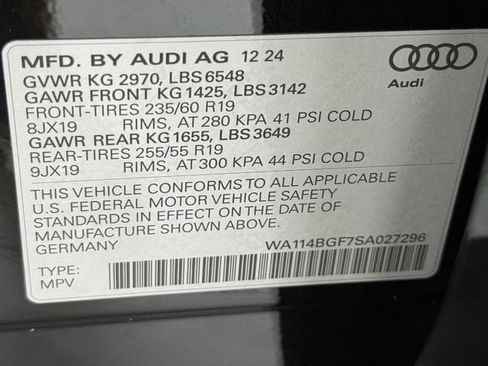 MFD. BY AUDI AG 12 24
GVWR KG 2970, LBS 6548
GAWR FRONT KG 1425, LBS 3142
FRONT-TIRES 235/60 R19
8JX19 RIMS, AT 280 KPA 41 PSI COLD
GAWR REAR KG 1655, LBS 3649
REAR-TIRES 255/55 R19
9JX19 RIMS, AT 300 KPA 44 PSI COLD
Audi
THIS VEHICLE CONFORMS TO ALL APPLICABLE
U.S. FEDERAL MOTOR VEHICLE SAFETY
STANDARDS IN EFFECT ON THE DATE OF
MANUFACTURE SHOWN ABOVE.
GERMANY WA114BGF7SA027296
TYPE:
MPV